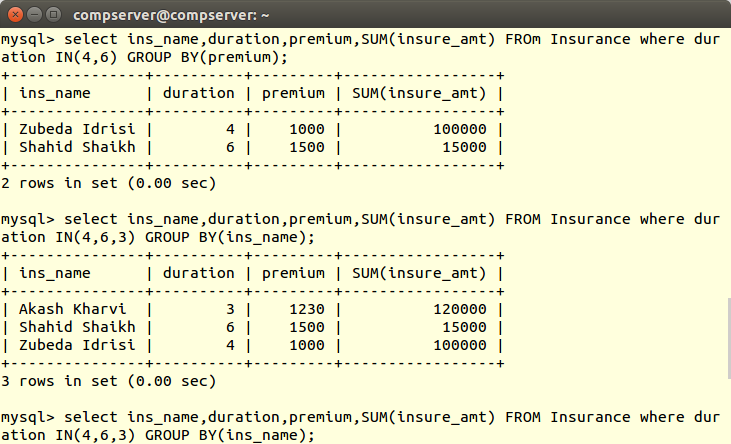 compserver@compserver: ~
mysql> select ins_name,duration,premium,SUM(insure_amt) FROm Insurance where dur
ation IN(4,6) GROUP BY(premium);
+---------------+----------+---------+-----------------+
| ins_name      | duration | premium | SUM(insure_amt) |
+---------------+----------+---------+-----------------+
| Zubeda Idrisi |        4 |    1000 |          100000 |
| Shahid Shaikh |        6 |    1500 |           15000 |
+---------------+----------+---------+-----------------+
2 rows in set (0.00 sec)
mysql> select ins_name,duration,premium,SUM(insure_amt) FROM Insurance where dur
ation IN(4,6,3) GROUP BY(ins_name);
+---------------+----------+---------+-----------------+
| ins_name      | duration | premium | SUM(insure_amt) |
+---------------+----------+---------+-----------------+
| Akash Kharvi  |        3 |    1230 |          120000 |
| Shahid Shaikh |        6 |    1500 |           15000 |
| Zubeda Idrisi |        4 |    1000 |          100000 |
+---------------+----------+---------+-----------------+
3 rows in set (0.00 sec)
mysql> select ins_name,duration,premium,SUM(insure_amt) FROM Insurance where dur
ation IN(4,6,3) GROUP BY(ins_name);